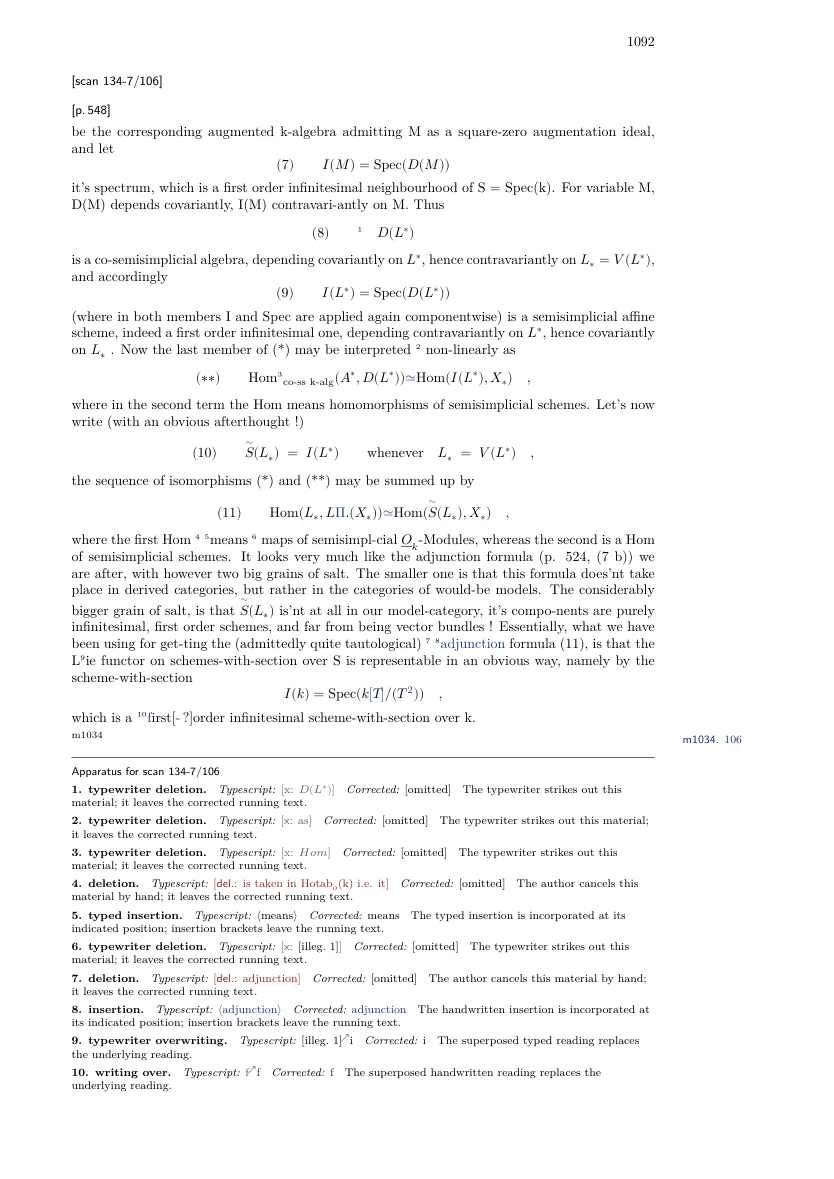 1092
[scan 134-7/106]
[p. 548]
be the corresponding augmented k-algebra admitting M as a square-zero augmentation ideal,
and let
(7) I(M) = Spec(D(M))
it's spectrum, which is a first order infinitesimal neighbourhood of S = Spec(k). For variable M,
D(M) depends covariantly, I(M) contravari-antly on M. Thus
(8) ¹ D(L*)
is a co-semisimplicial algebra, depending covariantly on L*, hence contravariantly on L_* = V(L*),
and accordingly
(9) I(L*) = Spec(D(L*))
(where in both members I and Spec are applied again componentwise) is a semisimplicial affine
scheme, indeed a first order infinitesimal one, depending contravariantly on L*, hence covariantly
on L_* . Now the last member of (*) may be interpreted ² non-linearly as
(**) Hom³_co-ss k-alg(A*, D(L*))≃Hom(I(L*), X_*) ,
where in the second term the Hom means homomorphisms of semisimplicial schemes. Let's now
write (with an obvious afterthought !)
(10) S̃(L_*) = I(L*) whenever L_* = V(L*) ,
the sequence of isomorphisms (*) and (**) may be summed up by
(11) Hom(L_*, LΠ.(X_*))≃Hom(S̃(L_*), X_*) ,
where the first Hom ⁴ ⁵means ⁶ maps of semisimpl-cial O_k-Modules, whereas the second is a Hom
of semisimplicial schemes. It looks very much like the adjunction formula (p. 524, (7 b)) we
are after, with however two big grains of salt. The smaller one is that this formula does'nt take
place in derived categories, but rather in the categories of would-be models. The considerably
bigger grain of salt, is that S̃(L_*) is'nt at all in our model-category, it's compo-nents are purely
infinitesimal, first order schemes, and far from being vector bundles ! Essentially, what we have
been using for get-ting the (admittedly quite tautological) ⁷ ⁸adjunction formula (11), is that the
L⁹ie functor on schemes-with-section over S is representable in an obvious way, namely by the
scheme-with-section
I(k) = Spec(k[T]/(T²)) ,
which is a ¹⁰first[-?]order infinitesimal scheme-with-section over k.
m1034
m1034. 106
Apparatus for scan 134-7/106
1. typewriter deletion. Typescript: [x: D(L*)] Corrected: [omitted] The typewriter strikes out this
material; it leaves the corrected running text.
2. typewriter deletion. Typescript: [x: as] Corrected: [omitted] The typewriter strikes out this material;
it leaves the corrected running text.
3. typewriter deletion. Typescript: [x: Hom] Corrected: [omitted] The typewriter strikes out this
material; it leaves the corrected running text.
4. deletion. Typescript: [del.: is taken in Hotab_o(k) i.e. it] Corrected: [omitted] The author cancels this
material by hand; it leaves the corrected running text.
5. typed insertion. Typescript: ⟨means⟩ Corrected: means The typed insertion is incorporated at its
indicated position; insertion brackets leave the running text.
6. typewriter deletion. Typescript: [x: [illeg. 1]] Corrected: [omitted] The typewriter strikes out this
material; it leaves the corrected running text.
7. deletion. Typescript: [del.: adjunction] Corrected: [omitted] The author cancels this material by hand;
it leaves the corrected running text.
8. insertion. Typescript: ⟨adjunction⟩ Corrected: adjunction The handwritten insertion is incorporated at
its indicated position; insertion brackets leave the running text.
9. typewriter overwriting. Typescript: [illeg. 1]↗i Corrected: i The superposed typed reading replaces
the underlying reading.
10. writing over. Typescript: f↗f Corrected: f The superposed handwritten reading replaces the
underlying reading.